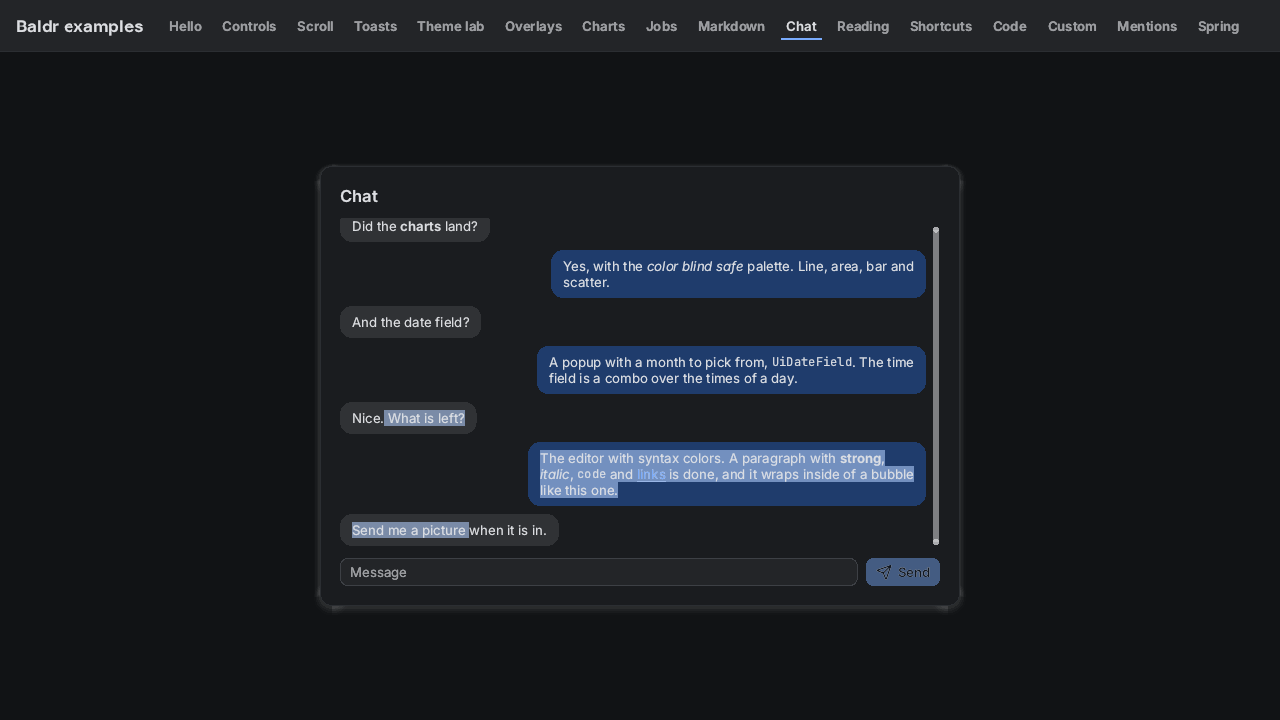 Baldr examples Hello Controls Scroll Toasts Theme lab Overlays Charts Jobs Markdown Chat Reading Shortcuts Code Custom Mentions Spring
Chat
Did the charts land?
Yes, with the color blind safe palette. Line, area, bar and
scatter.
And the date field?
A popup with a month to pick from, UiDateField. The time
field is a combo over the times of a day.
Nice. What is left?
The editor with syntax colors. A paragraph with strong,
italic, code and links is done, and it wraps inside of a bubble
like this one.
Send me a picture when it is in.
Message Send